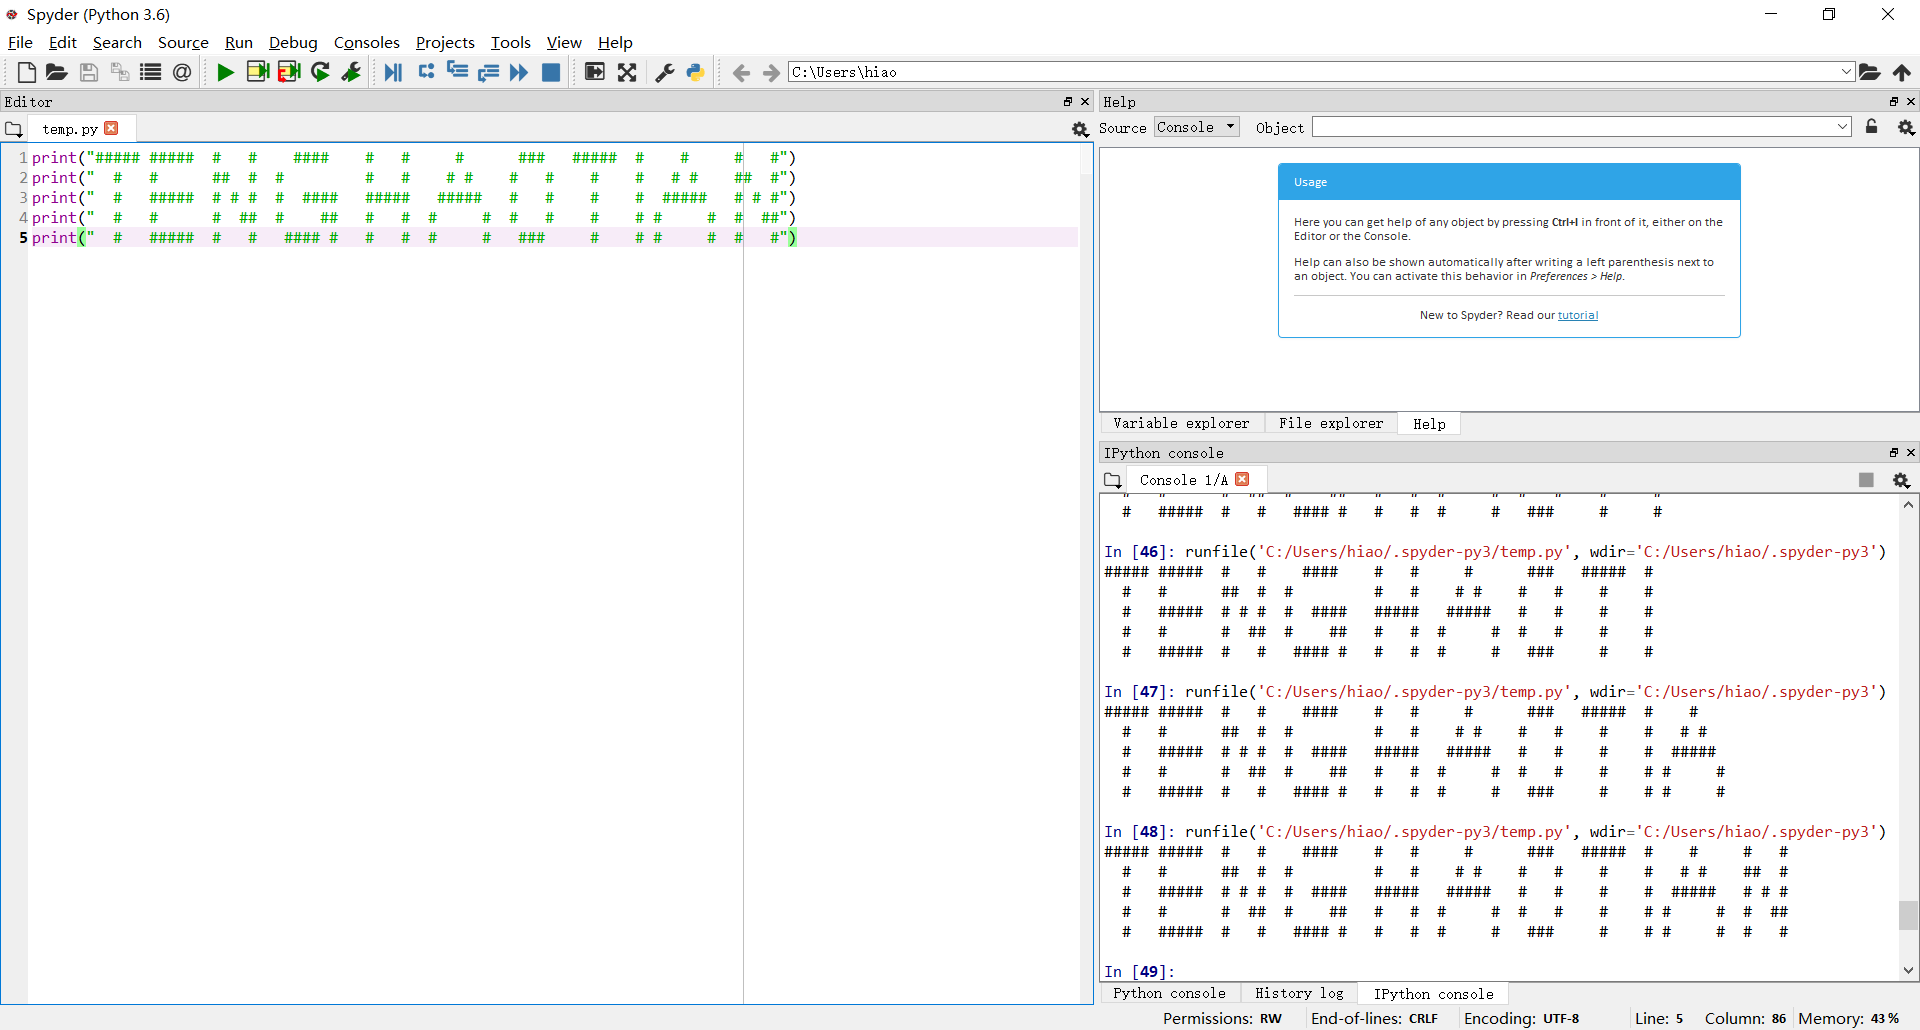 Spyder (Python 3.6)
File Edit Search Source Run Debug Consoles Projects Tools View Help
C:\Users\hiao
Editor
temp.py
1 print("##### #####  #   #    ####    #   #     #      ###   #####  #    #     #   #")
2 print("  #   #      ##  #  #         #   #    # #    #   #    #    #   # #    ##  #")
3 print("  #   #####  # # #  #  ####   #####   #####   #   #    #    #  #####   # # #")
4 print("  #   #      #  ##  #    ##   #   #  #     #  #   #    #    # #     #  #  ##")
5 print("  #   #####  #   #   #### #   #   #  #     #   ###     #    # #     #  #   #")
Help
Source Console Object
Usage
Here you can get help of any object by pressing Ctrl+I in front of it, either on the
Editor or the Console.
Help can also be shown automatically after writing a left parenthesis next to
an object. You can activate this behavior in Preferences > Help.
New to Spyder? Read our tutorial
Variable explorer File explorer Help
IPython console
Console 1/A
  #   #####  #   #   #### #   #   #  #     #   ###     #     #
In [46]: runfile('C:/Users/hiao/.spyder-py3/temp.py', wdir='C:/Users/hiao/.spyder-py3')
##### #####  #   #    ####    #   #     #      ###   #####  #
  #   #      ##  #  #         #   #    # #    #   #    #    #
  #   #####  # # #  #  ####   #####   #####   #   #    #    #
  #   #      #  ##  #    ##   #   #  #     #  #   #    #    #
  #   #####  #   #   #### #   #   #  #     #   ###     #    #
In [47]: runfile('C:/Users/hiao/.spyder-py3/temp.py', wdir='C:/Users/hiao/.spyder-py3')
##### #####  #   #    ####    #   #     #      ###   #####  #    #
  #   #      ##  #  #         #   #    # #    #   #    #    #   # #
  #   #####  # # #  #  ####   #####   #####   #   #    #    #  #####
  #   #      #  ##  #    ##   #   #  #     #  #   #    #    # #     #
  #   #####  #   #   #### #   #   #  #     #   ###     #    # #     #
In [48]: runfile('C:/Users/hiao/.spyder-py3/temp.py', wdir='C:/Users/hiao/.spyder-py3')
##### #####  #   #    ####    #   #     #      ###   #####  #    #     #   #
  #   #      ##  #  #         #   #    # #    #   #    #    #   # #    ##  #
  #   #####  # # #  #  ####   #####   #####   #   #    #    #  #####   # # #
  #   #      #  ##  #    ##   #   #  #     #  #   #    #    # #     #  #  ##
  #   #####  #   #   #### #   #   #  #     #   ###     #    # #     #  #   #
In [49]:
Python console History log IPython console
Permissions: RW End-of-lines: CRLF Encoding: UTF-8 Line: 5 Column: 86 Memory: 43 %